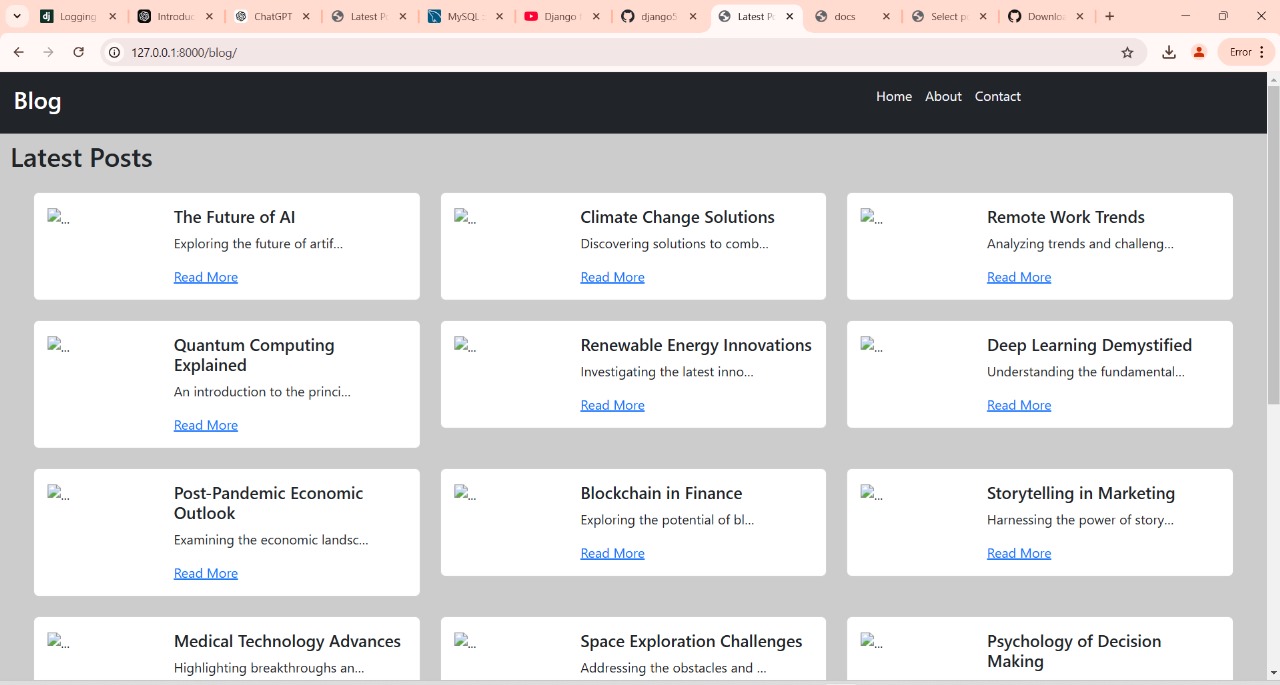 Logging
Introduc
ChatGPT
Latest Po
MySQL ::
Django f
django5
Latest Po
docs
Select po
Downloa
127.0.0.1:8000/blog/
Error
Blog
Home About Contact
Latest Posts
...
The Future of AI
Exploring the future of artif...
Read More
...
Climate Change Solutions
Discovering solutions to comb...
Read More
...
Remote Work Trends
Analyzing trends and challeng...
Read More
...
Quantum Computing
Explained
An introduction to the princi...
Read More
...
Renewable Energy Innovations
Investigating the latest inno...
Read More
...
Deep Learning Demystified
Understanding the fundamental...
Read More
...
Post-Pandemic Economic
Outlook
Examining the economic landsc...
Read More
...
Blockchain in Finance
Exploring the potential of bl...
Read More
...
Storytelling in Marketing
Harnessing the power of story...
Read More
...
Medical Technology Advances
Highlighting breakthroughs an...
...
Space Exploration Challenges
Addressing the obstacles and ...
...
Psychology of Decision
Making